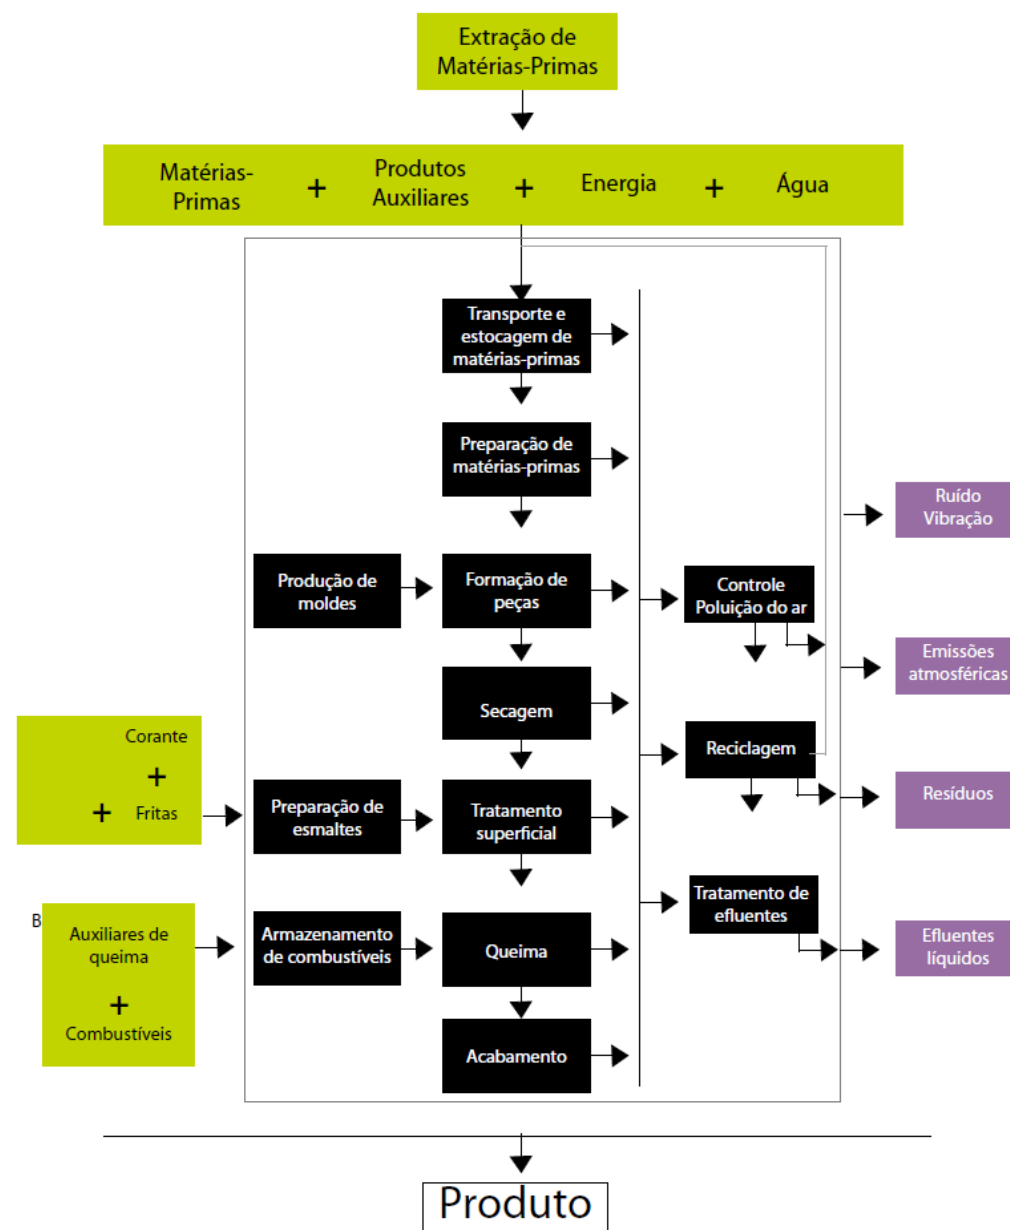 Extração de
Matérias-Primas
Matérias-
Primas
+
Produtos
Auxiliares
+
Energia
+
Água
Transporte e
estocagem de
matérias-primas
Preparação de
matérias-primas
Ruído
Vibração
Produção de
moldes
Formação de
peças
Controle
Poluição do ar
Emissões
atmosféricas
Secagem
Corante
+
+ Fritas
Reciclagem
Preparação de
esmaltes
Tratamento
superficial
Resíduos
Tratamento de
efluentes
B
Auxiliares de
queima
+
Combustíveis
Armazenamento
de combustíveis
Queima
Efluentes
líquidos
Acabamento
Produto